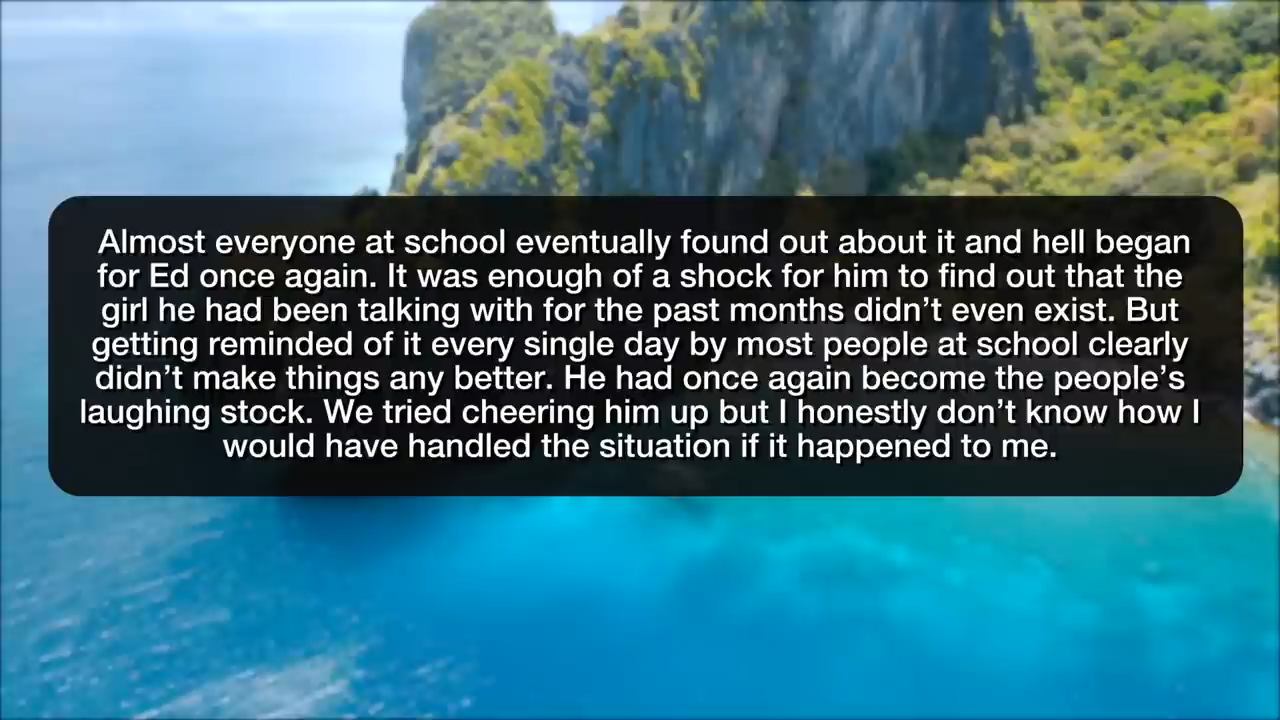 Almost everyone at school eventually found out about it and hell began
for Ed once again. It was enough of a shock for him to find out that the
girl he had been talking with for the past months didn’t even exist. But
getting reminded of it every single day by most people at school clearly
didn’t make things any better. He had once again become the people’s
laughing stock. We tried cheering him up but I honestly don’t know how I
would have handled the situation if it happened to me.